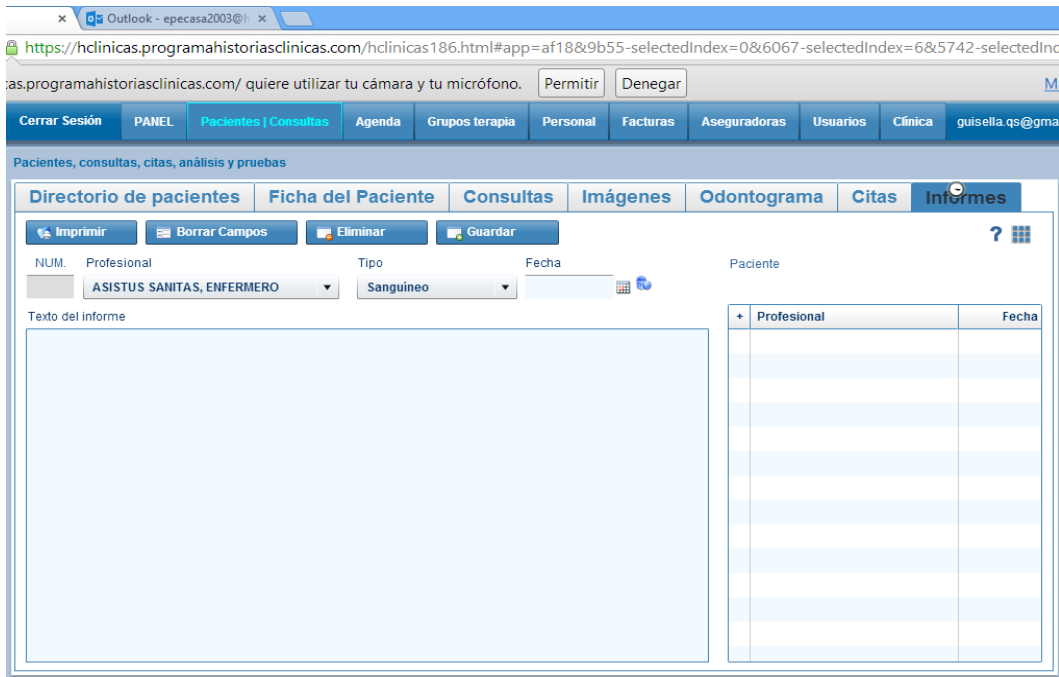 Outlook - epecasa2003@h
https://hclinicas.programahistoriasclinicas.com/hclinicas186.html#app=af18&9b55-selectedIndex=0&6067-selectedIndex=6&5742-selectedInd
as.programahistoriasclinicas.com/ quiere utilizar tu cámara y tu micrófono. Permitir Denegar M
Cerrar Sesión PANEL Pacientes | Consultas Agenda Grupos terapia Personal Facturas Aseguradoras Usuarios Clínica guisella.qs@gma
Pacientes, consultas, citas, análisis y pruebas
Directorio de pacientes Ficha del Paciente Consultas Imágenes Odontograma Citas Informes
Imprimir Borrar Campos Eliminar Guardar ?
NUM. Profesional Tipo Fecha Paciente
ASISTUS SANITAS, ENFERMERO Sanguineo
Texto del informe + Profesional Fecha